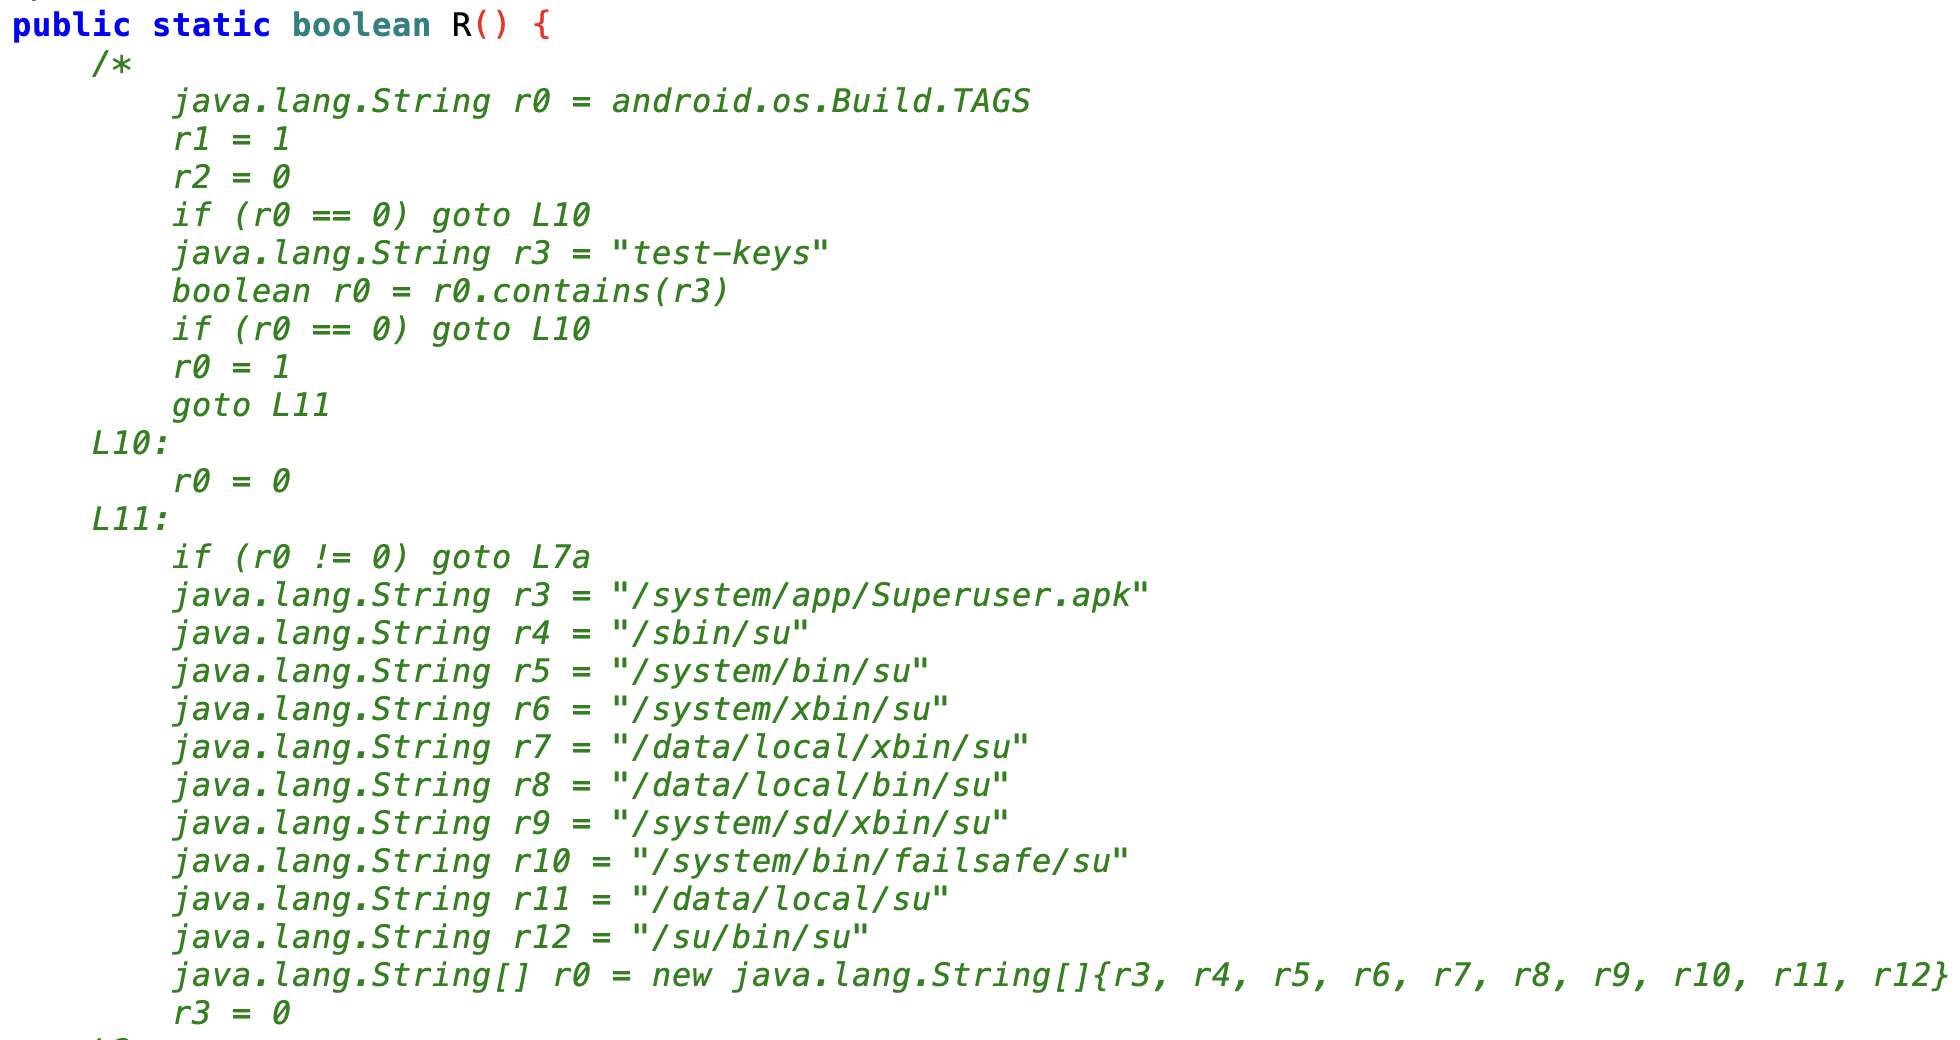 public static boolean R() {
/*
java.lang.String r0 = android.os.Build.TAGS
r1 = 1
r2 = 0
if (r0 == 0) goto L10
java.lang.String r3 = "test-keys"
boolean r0 = r0.contains(r3)
if (r0 == 0) goto L10
r0 = 1
goto L11
L10:
r0 = 0
L11:
if (r0 != 0) goto L7a
java.lang.String r3 = "/system/app/Superuser.apk"
java.lang.String r4 = "/sbin/su"
java.lang.String r5 = "/system/bin/su"
java.lang.String r6 = "/system/xbin/su"
java.lang.String r7 = "/data/local/xbin/su"
java.lang.String r8 = "/data/local/bin/su"
java.lang.String r9 = "/system/sd/xbin/su"
java.lang.String r10 = "/system/bin/failsafe/su"
java.lang.String r11 = "/data/local/su"
java.lang.String r12 = "/su/bin/su"
java.lang.String[] r0 = new java.lang.String[]{r3, r4, r5, r6, r7, r8, r9, r10, r11, r12}
r3 = 0